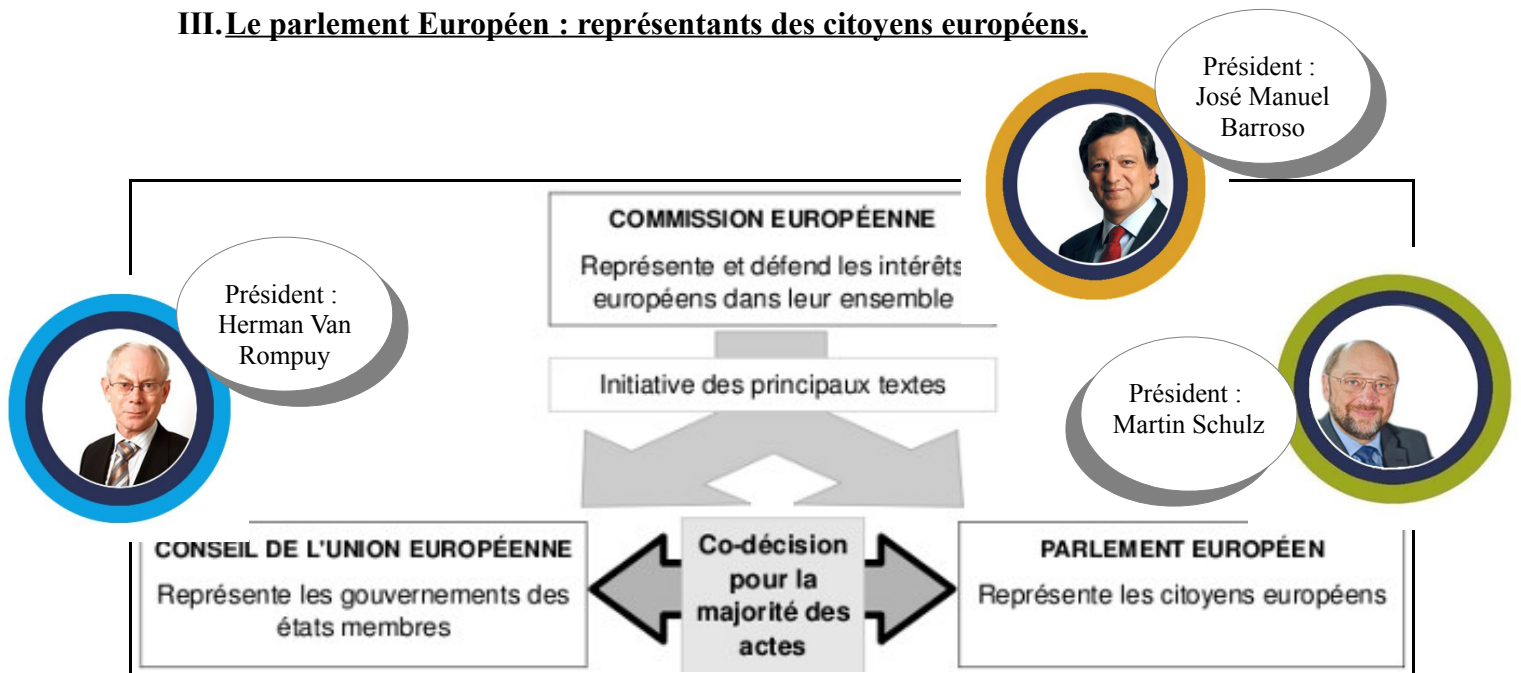 III. Le parlement Européen : représentants des citoyens européens.
Président :
José Manuel
Barroso
COMMISSION EUROPÉENNE
Représente et défend les intérêts
européens dans leur ensemble
Président :
Herman Van
Rompuy
Initiative des principaux textes
Président :
Martin Schulz
CONSEIL DE L'UNION EUROPÉENNE
Représente les gouvernements des
états membres
Co-décision
pour la
majorité des
actes
PARLEMENT EUROPÉEN
Représente les citoyens européens